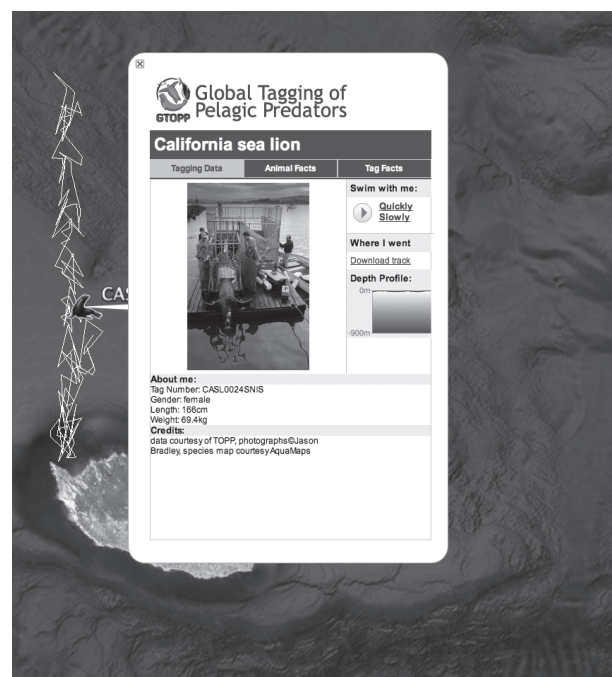 GTOPP
Global Tagging of
Pelagic Predators
California sea lion
Tagging Data
Animal Facts
Tag Facts
Swim with me:
Quickly
Slowly
Where I went
Download track
Depth Profile:
0m
-900m
CAS
About me:
Tag Number: CASL0024SNIS
Gender: female
Length: 166cm
Weight: 69.4kg
Credits:
data courtesy of TOPP, photographs©Jason
Bradley, species map courtesy AquaMaps